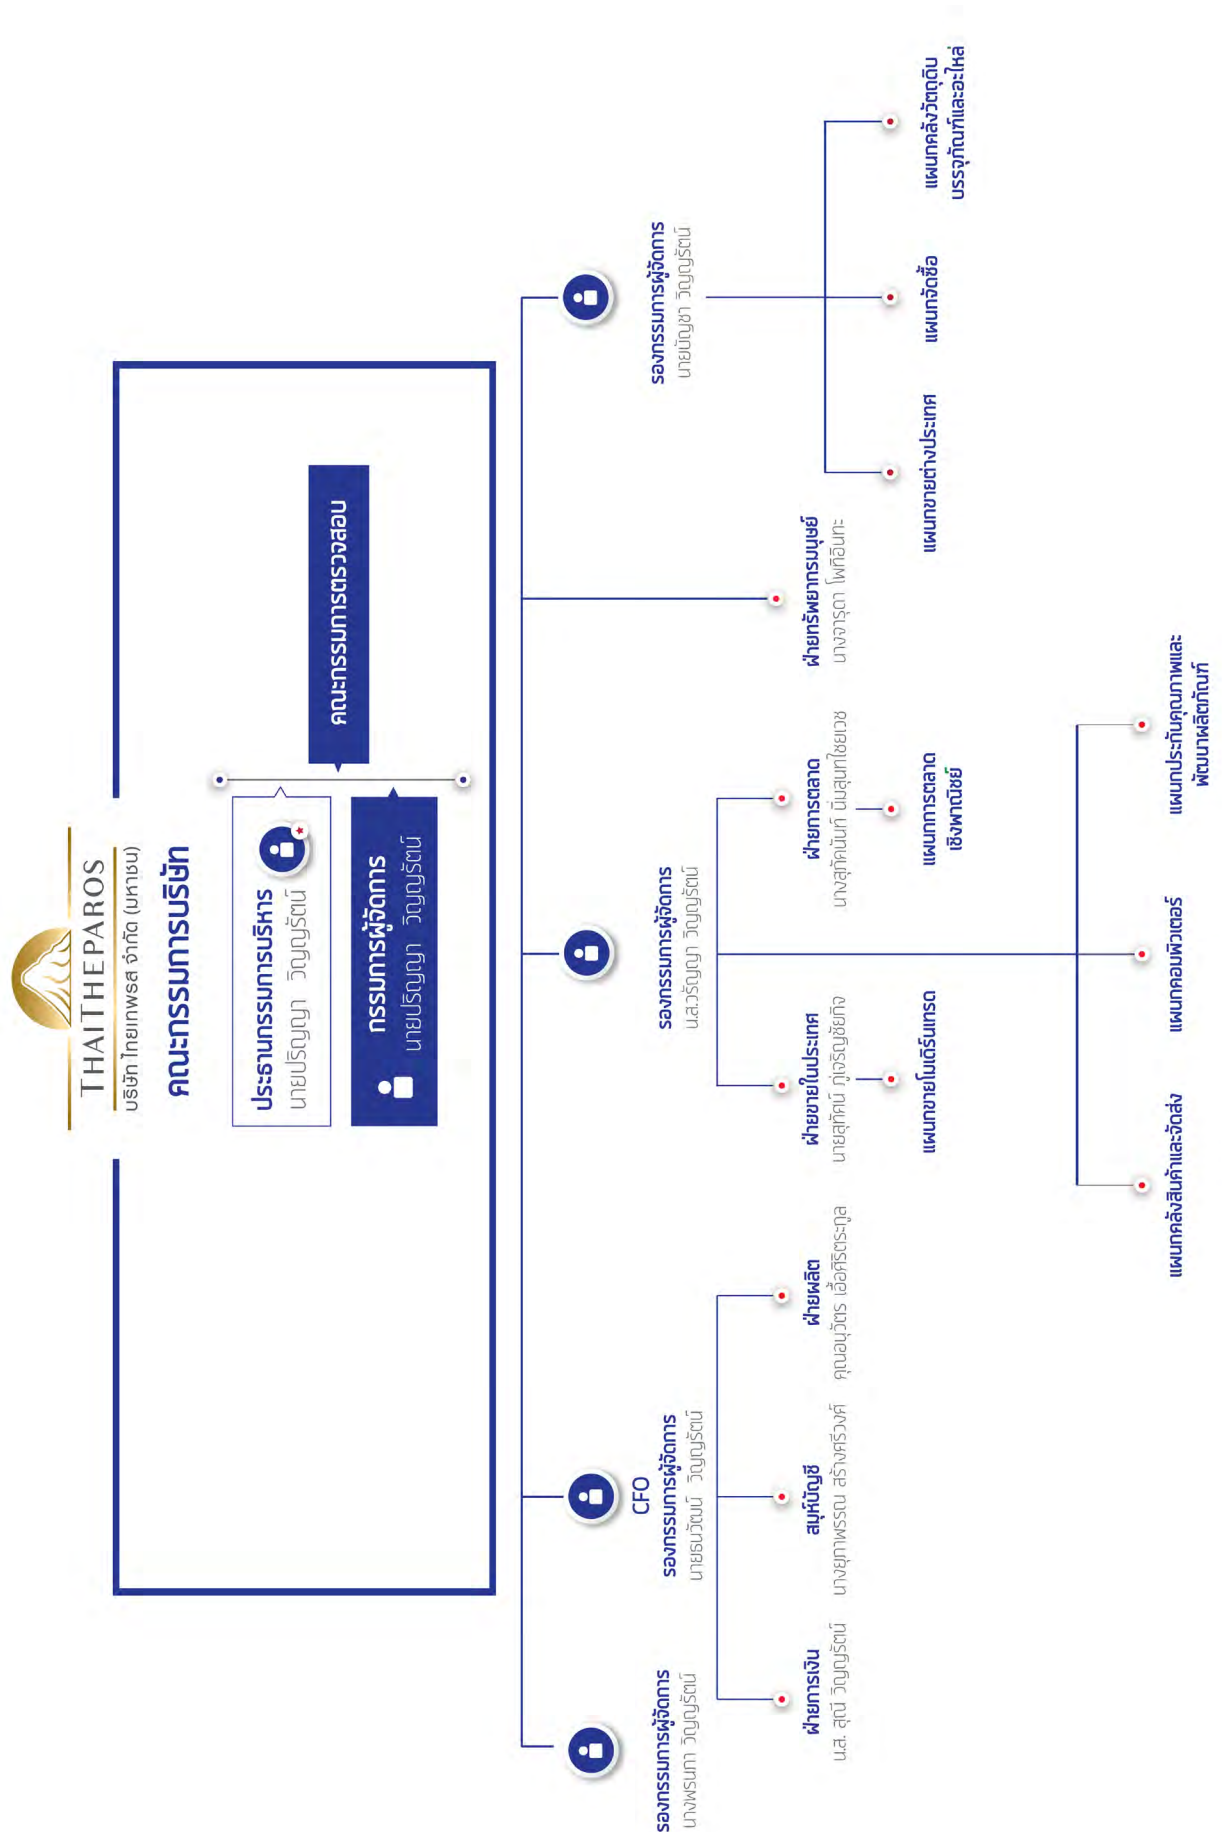 THAITHEPAROS
บริษัท ไทยเทพรส จำกัด (มหาชน)
คณะกรรมการบริษัท
ประธานกรรมการบริหาร
นายปริญญา วิญญรัตน์
คณะกรรมการตรวจสอบ
กรรมการผู้จัดการ
นายปริญญา วิญญรัตน์
รองกรรมการผู้จัดการ
นางพรนภา วิญญรัตน์
CFO
รองกรรมการผู้จัดการ
นายธนวัฒน์ วิญญรัตน์
รองกรรมการผู้จัดการ
น.ส.วรัญญา วิญญรัตน์
รองกรรมการผู้จัดการ
นายบัญชา วิญญรัตน์
ฝ่ายการเงิน
น.ส. สุณี วิญญรัตน์
สมุห์บัญชี
นางยุภาพรรณ สร้างศรีวงศ์
ฝ่ายผลิต
คุณอนุวัตร เอื้อศิริตระกูล
ฝ่ายขายในประเทศ
นายสุทัศน์ ภู่เจริญชัยกิจ
ฝ่ายการตลาด
นางสุทัศนันท์ นิ่มสุนทไชยเวช
ฝ่ายทรัพยากรมนุษย์
นางจารุดา โพทิอินทะ
แผนกขายโมเดิร์นเทรด
แผนกการตลาด
เชิงพาณิชย์
แผนกขายต่างประเทศ
แผนกจัดซื้อ
แผนกคลังวัตถุดิบ
บรรจุภัณฑ์และอะไหล่
แผนกคลังสินค้าและจัดส่ง
แผนกคอมพิวเตอร์
แผนกประกันคุณภาพและ
พัฒนาผลิตภัณฑ์